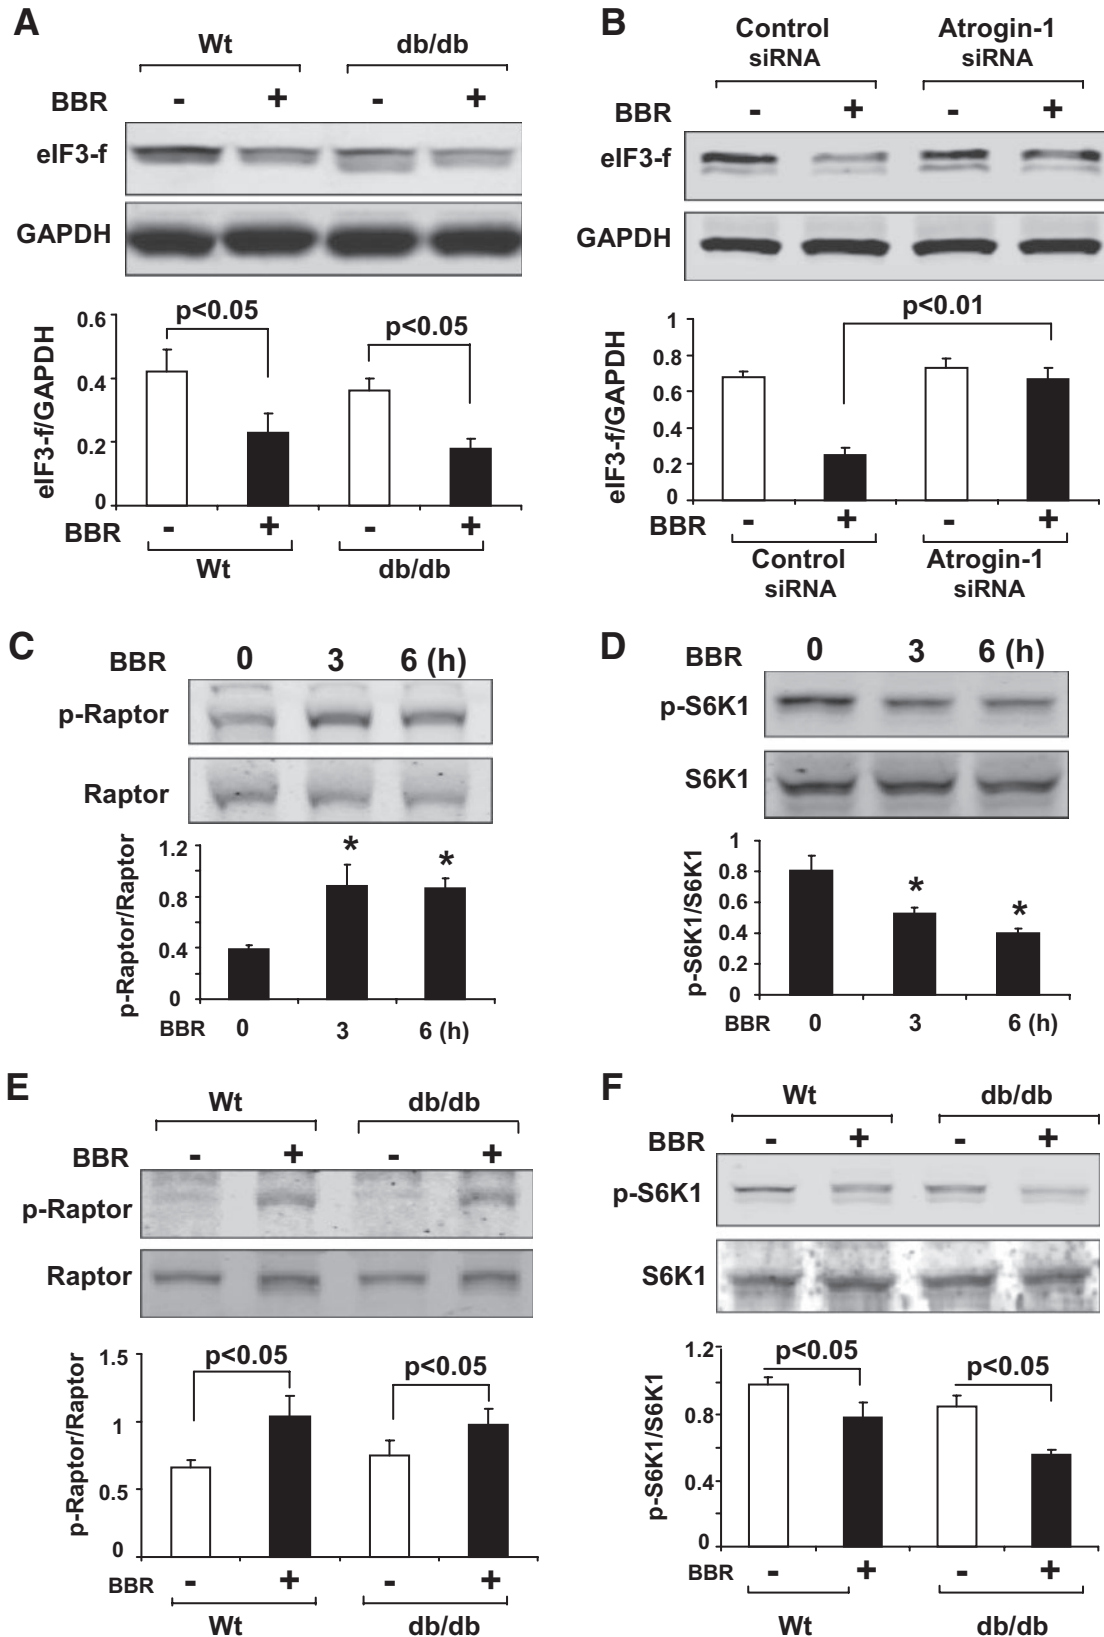 A
Wt db/db
BBR - + - +
eIF3-f
GAPDH
p<0.05
p<0.05
0.6
0.4
0.2
0
eIF3-f/GAPDH
BBR - + - +
Wt db/db
B
Control siRNA Atrogin-1 siRNA
BBR - + - +
eIF3-f
GAPDH
p<0.01
1
0.8
0.6
0.4
0.2
0
eIF3-f/GAPDH
BBR - + - +
Control siRNA Atrogin-1 siRNA
C
BBR 0 3 6 (h)
p-Raptor
Raptor
1.2
0.8
0.4
0
p-Raptor/Raptor
* *
BBR 0 3 6 (h)
D
BBR 0 3 6 (h)
p-S6K1
S6K1
1
0.8
0.6
0.4
0.2
0
p-S6K1/S6K1
* *
BBR 0 3 6 (h)
E
Wt db/db
BBR - + - +
p-Raptor
Raptor
p<0.05 p<0.05
1.5
1
0.5
0
p-Raptor/Raptor
BBR - + - +
Wt db/db
F
Wt db/db
BBR - + - +
p-S6K1
S6K1
p<0.05 p<0.05
1.2
0.8
0.4
0
p-S6K1/S6K1
BBR - + - +
Wt db/db